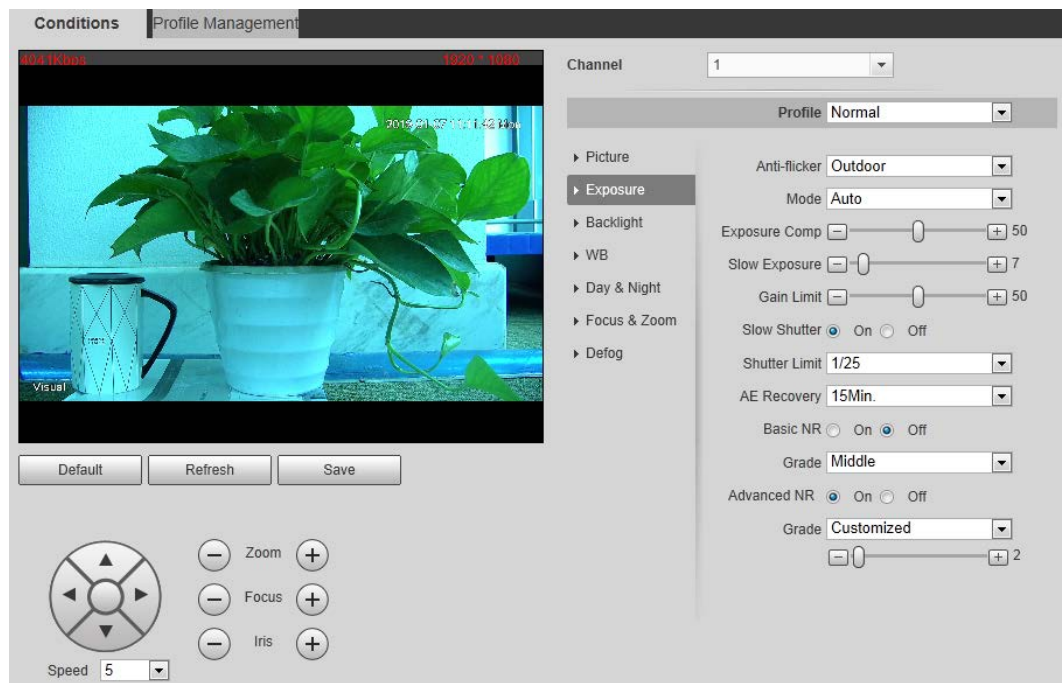 Conditions
Profile Management
4041Kbps 1920 * 1080
Visual
Default Refresh Save
Zoom
Focus
Iris
Speed 5
Channel 1
Profile Normal
Picture
Exposure
Backlight
WB
Day & Night
Focus & Zoom
Defog
Anti-flicker Outdoor
Mode Auto
Exposure Comp 50
Slow Exposure 7
Gain Limit 50
Slow Shutter On Off
Shutter Limit 1/25
AE Recovery 15Min.
Basic NR On Off
Grade Middle
Advanced NR On Off
Grade Customized
2